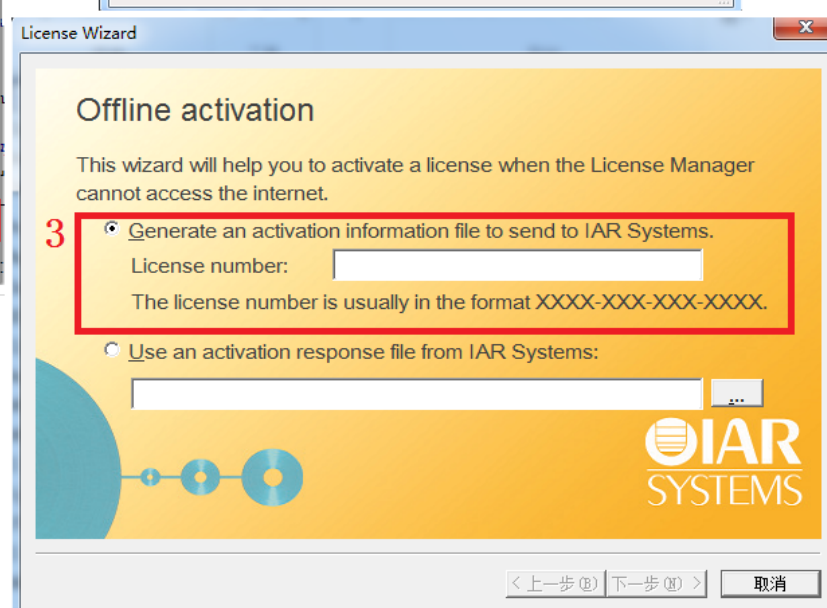 License Wizard
Offline activation
This wizard will help you to activate a license when the License Manager
cannot access the internet.
3
Generate an activation information file to send to IAR Systems.
License number:
The license number is usually in the format XXXX-XXX-XXX-XXXX.
Use an activation response file from IAR Systems:
...
IAR
SYSTEMS
< 上一步(B) 下一步(N) > 取消